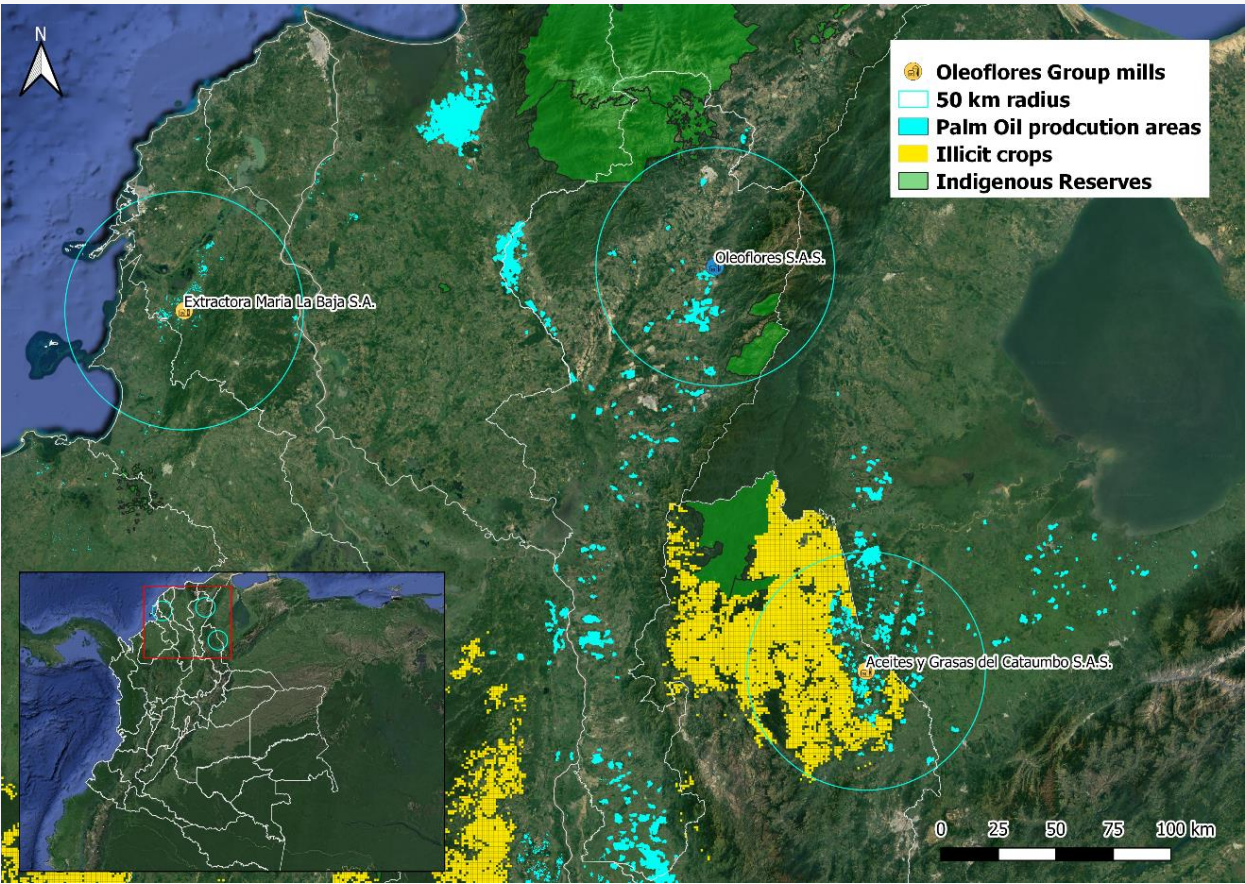 N
Oleoflores Group mills
50 km radius
Palm Oil prodcution areas
Illicit crops
Indigenous Reserves
Oleoflores S.A.S.
Extractora Maria La Baja S.A.
Aceites y Grasas del Cataumbo S.A.S.
0 25 50 75 100 km